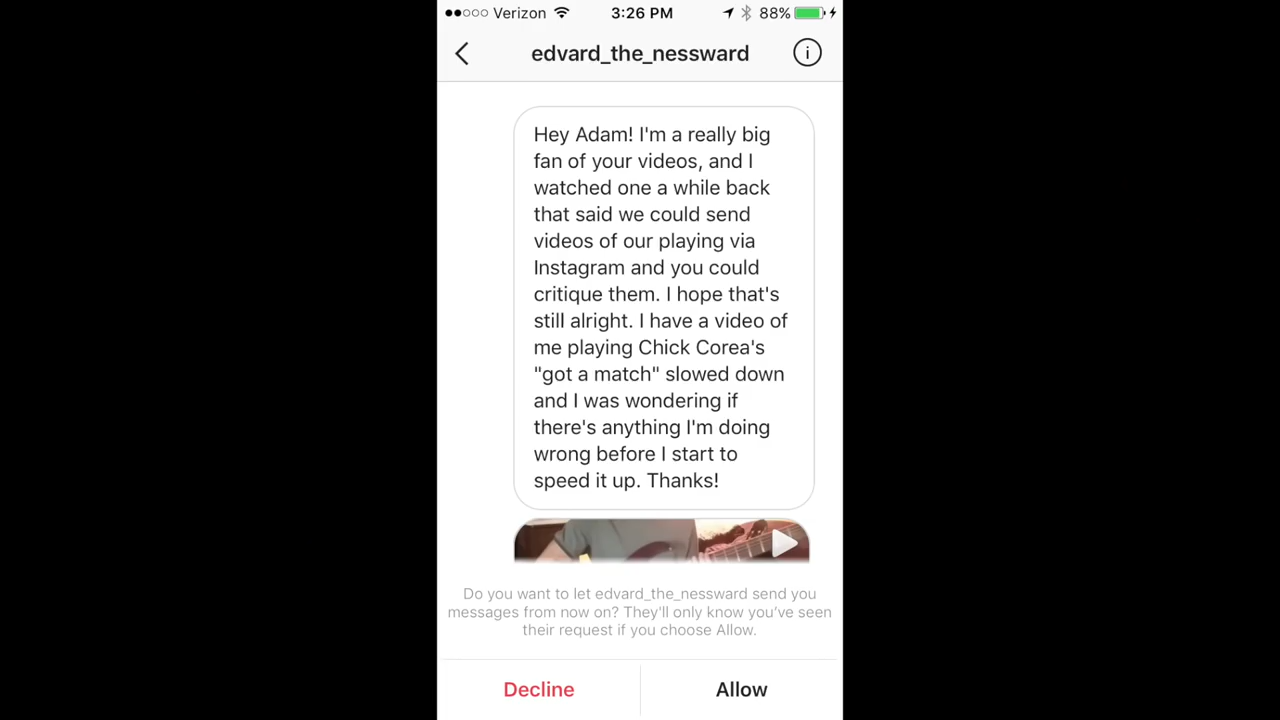 Verizon 3:26 PM 88%
edvard_the_nessward
Hey Adam! I'm a really big
fan of your videos, and I
watched one a while back
that said we could send
videos of our playing via
Instagram and you could
critique them. I hope that's
still alright. I have a video of
me playing Chick Corea's
"got a match" slowed down
and I was wondering if
there's anything I'm doing
wrong before I start to
speed it up. Thanks!
Do you want to let edvard_the_nessward send you
messages from now on? They'll only know you've seen
their request if you choose Allow.
Decline Allow